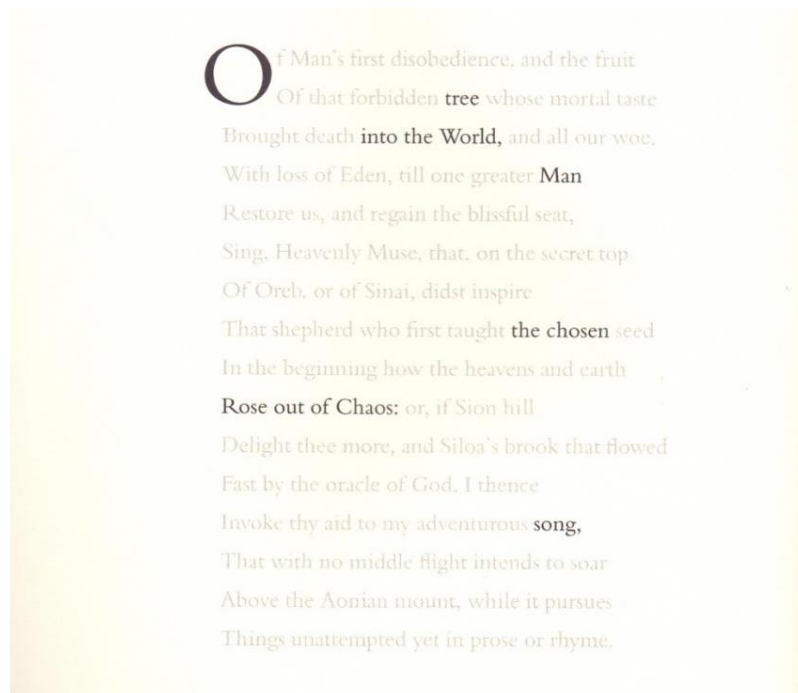 Of Man's first disobedience, and the fruit
Of that forbidden tree whose mortal taste
Brought death into the World, and all our woe,
With loss of Eden, till one greater Man
Restore us, and regain the blissful seat,
Sing, Heavenly Muse, that, on the secret top
Of Oreb, or of Sinai, didst inspire
That shepherd who first taught the chosen seed
In the beginning how the heavens and earth
Rose out of Chaos: or, if Sion hill
Delight thee more, and Siloa's brook that flowed
Fast by the oracle of God, I thence
Invoke thy aid to my adventurous song,
That with no middle flight intends to soar
Above the Aonian mount, while it pursues
Things unattempted yet in prose or rhyme.